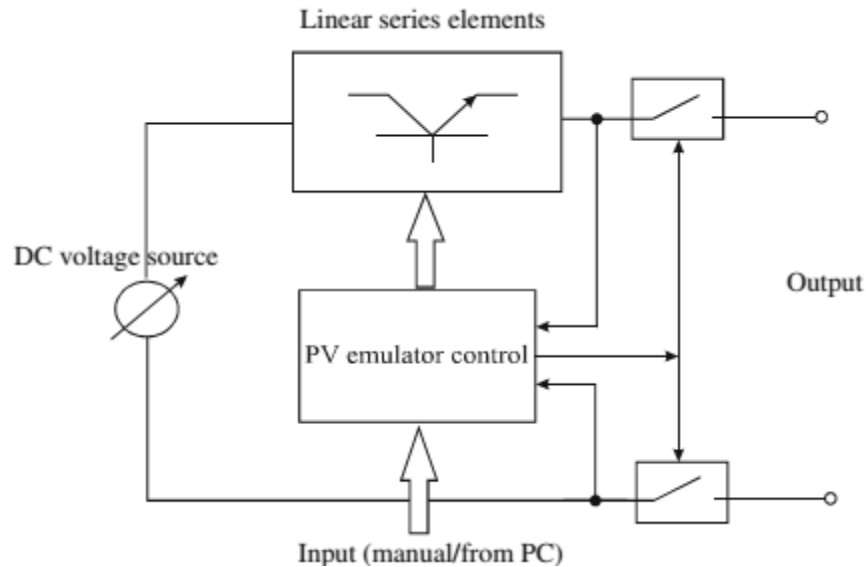 Linear series elements
DC voltage source
Output
PV emulator control
Input (manual/from PC)